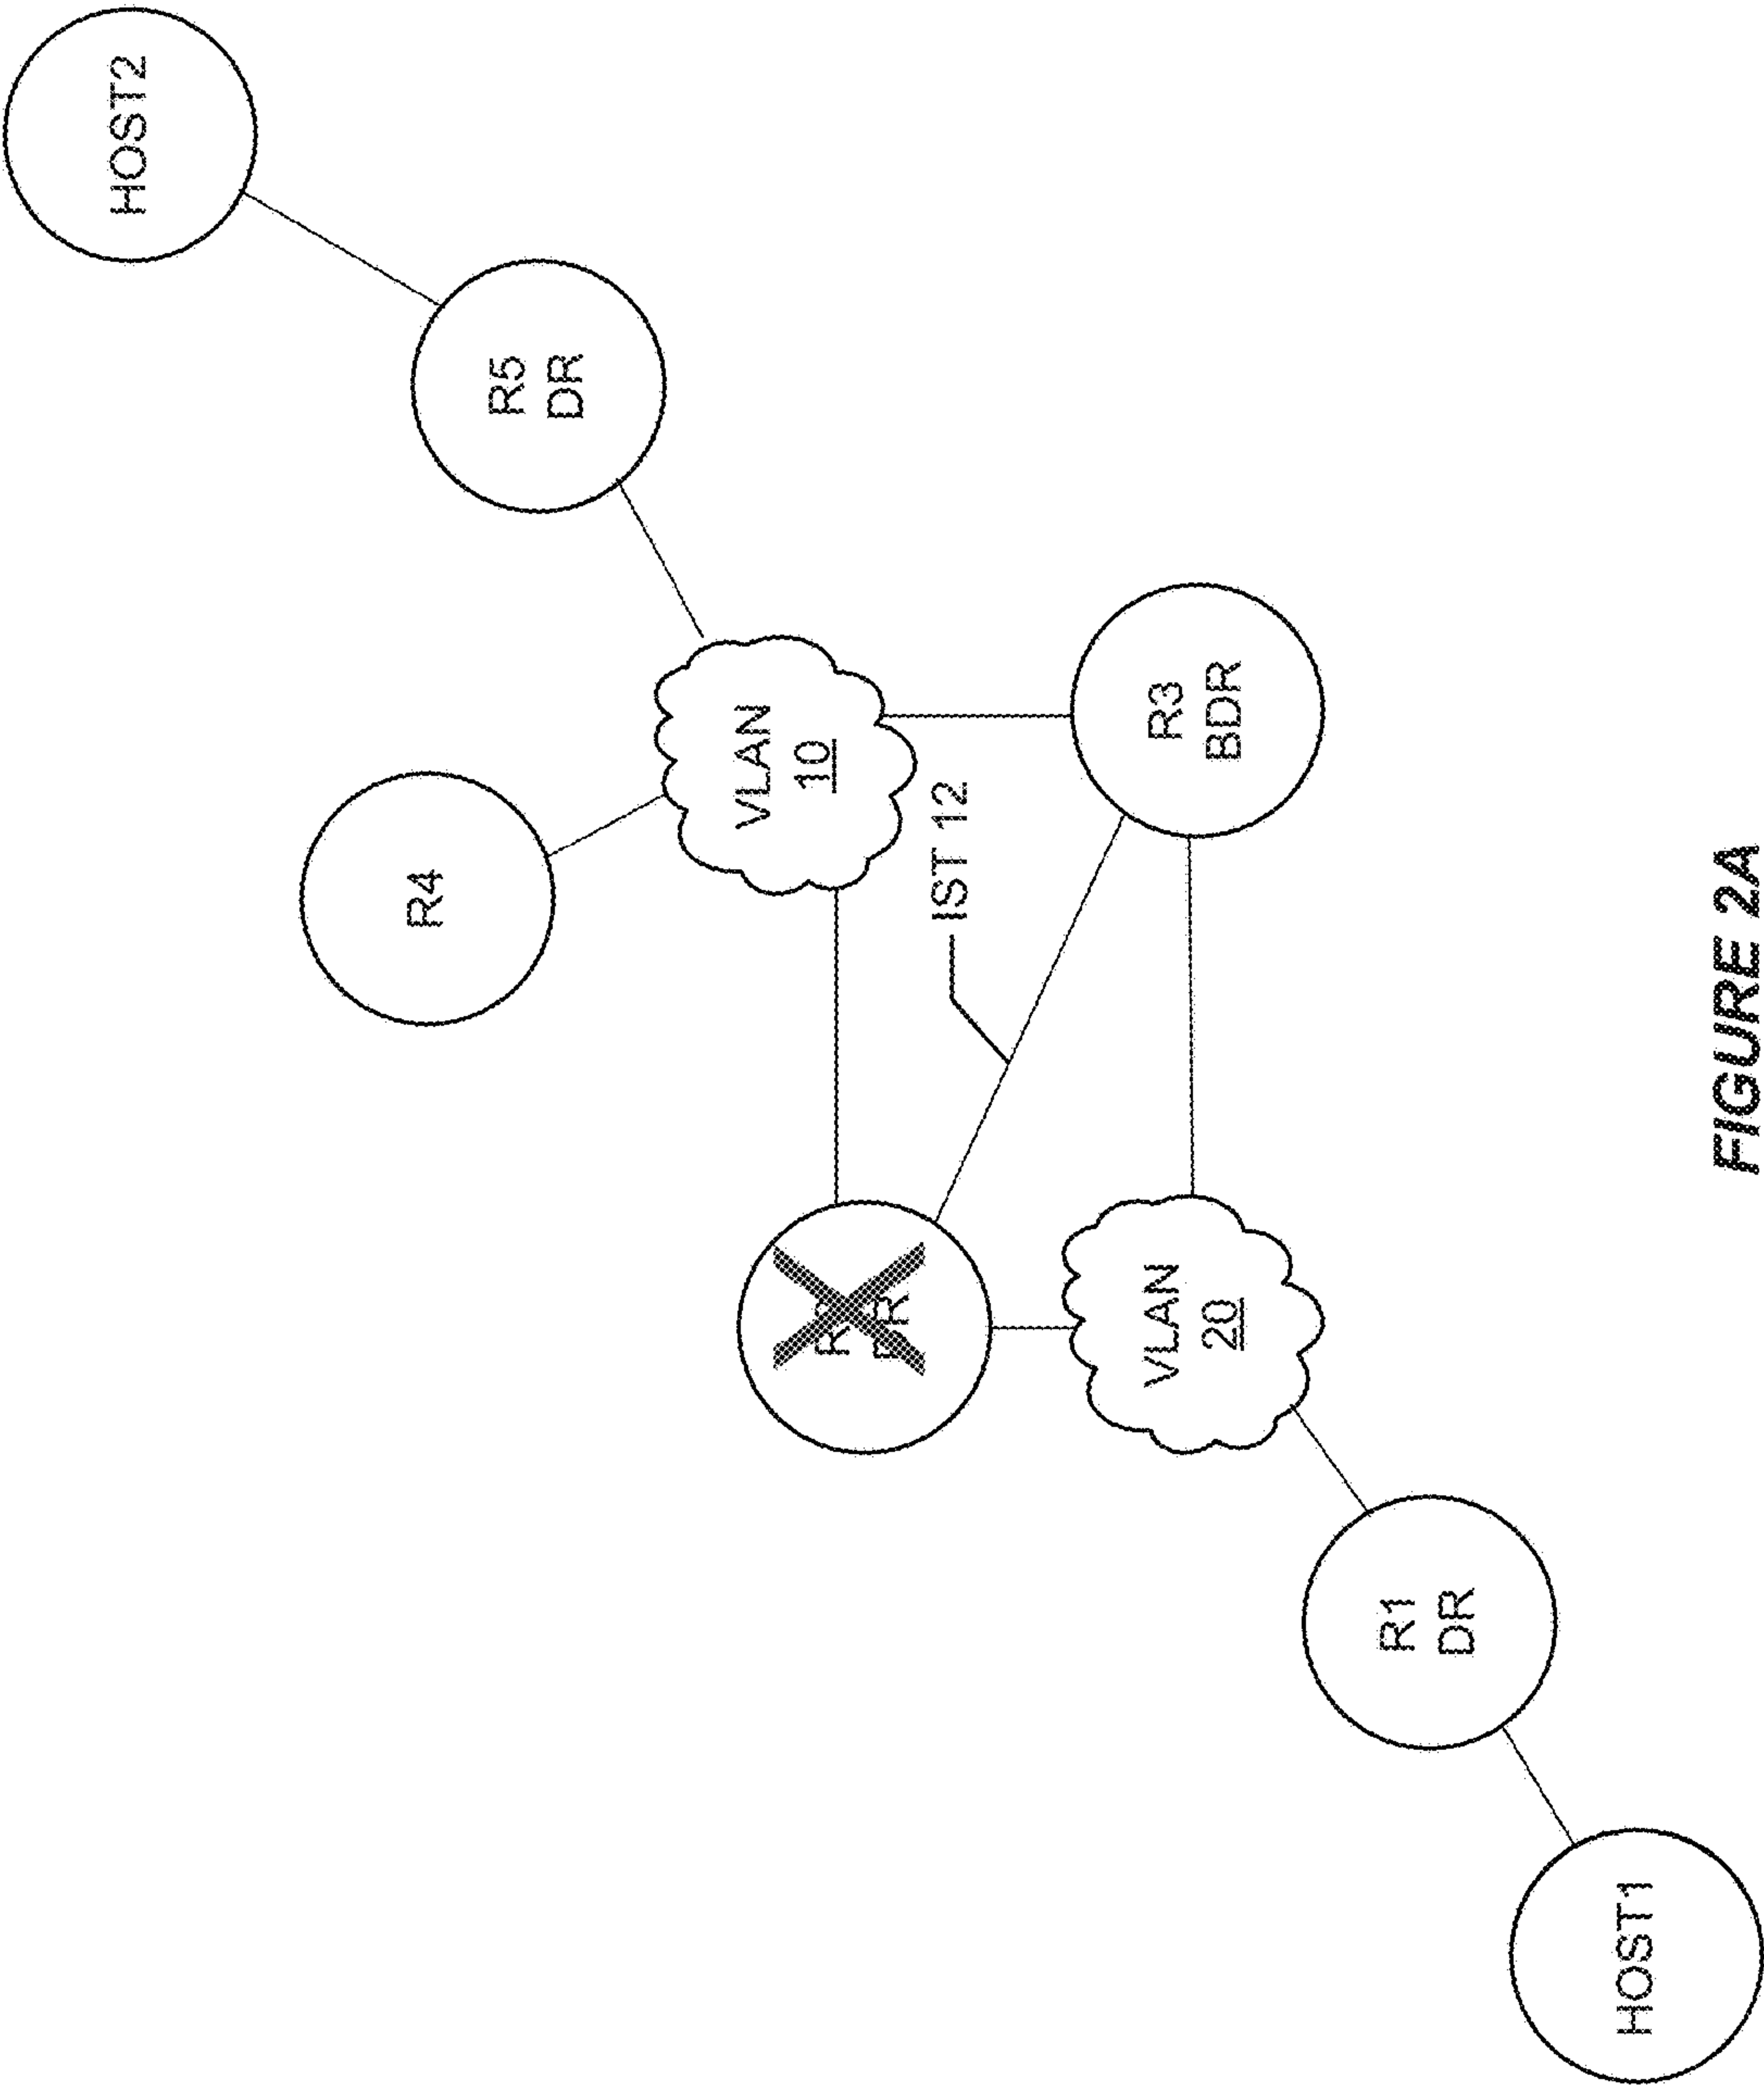 HOST2
R4
R5
DR
VLAN
10
IST 12
R3
BDR
VLAN
20
R1
DR
HOST1
FIGURE 2A